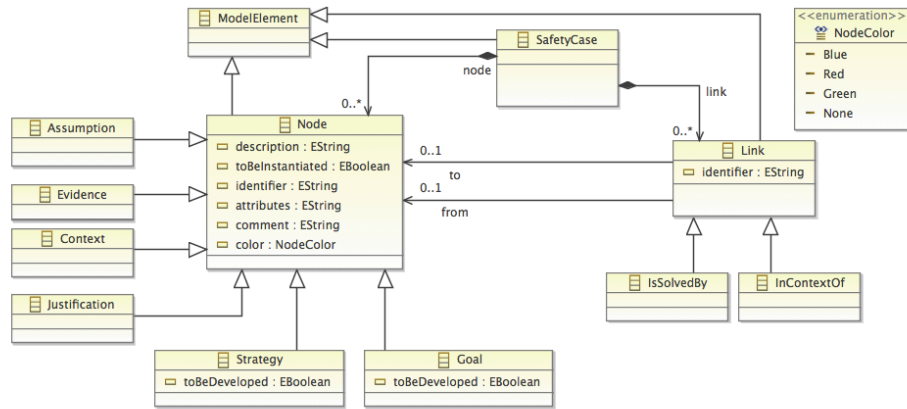 ModelElement
SafetyCase
<<enumeration>>
NodeColor
Blue
Red
Green
None
node
link
0..*
0..*
Assumption
Evidence
Context
Justification
Node
description : EString
toBeInstantiated : EBoolean
identifier : EString
attributes : EString
comment : EString
color : NodeColor
0..1
to
0..1
from
Link
identifier : EString
IsSolvedBy
InContextOf
Strategy
toBeDeveloped : EBoolean
Goal
toBeDeveloped : EBoolean